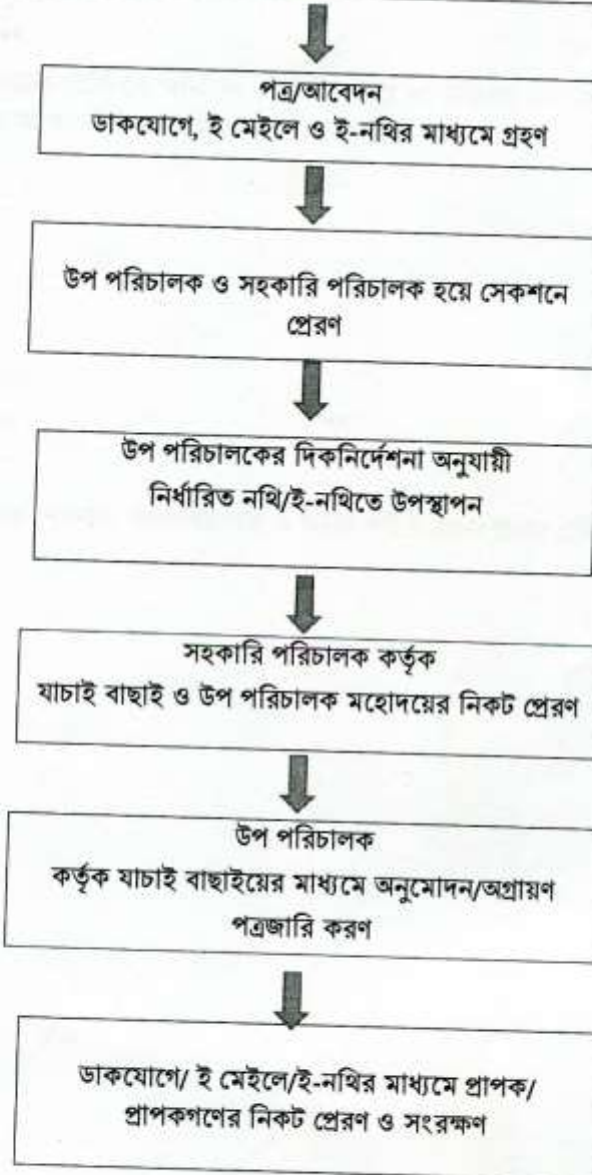 পত্র/আবেদন
ডাকযোগে, ই মেইলে ও ই-নথির মাধ্যমে গ্রহণ
উপ পরিচালক ও সহকারি পরিচালক হয়ে সেকশনে
প্রেরণ
উপ পরিচালকের দিকনির্দেশনা অনুযায়ী
নির্ধারিত নথি/ই-নথিতে উপস্থাপন
সহকারি পরিচালক কর্তৃক
যাচাই বাছাই ও উপ পরিচালক মহোদয়ের নিকট প্রেরণ
উপ পরিচালক
কর্তৃক যাচাই বাছাইয়ের মাধ্যমে অনুমোদন/অগ্রায়ণ
পত্রজারি করণ
ডাকযোগে/ ই মেইলে/ই-নথির মাধ্যমে প্রাপক/
প্রাপকগণের নিকট প্রেরণ ও সংরক্ষণ